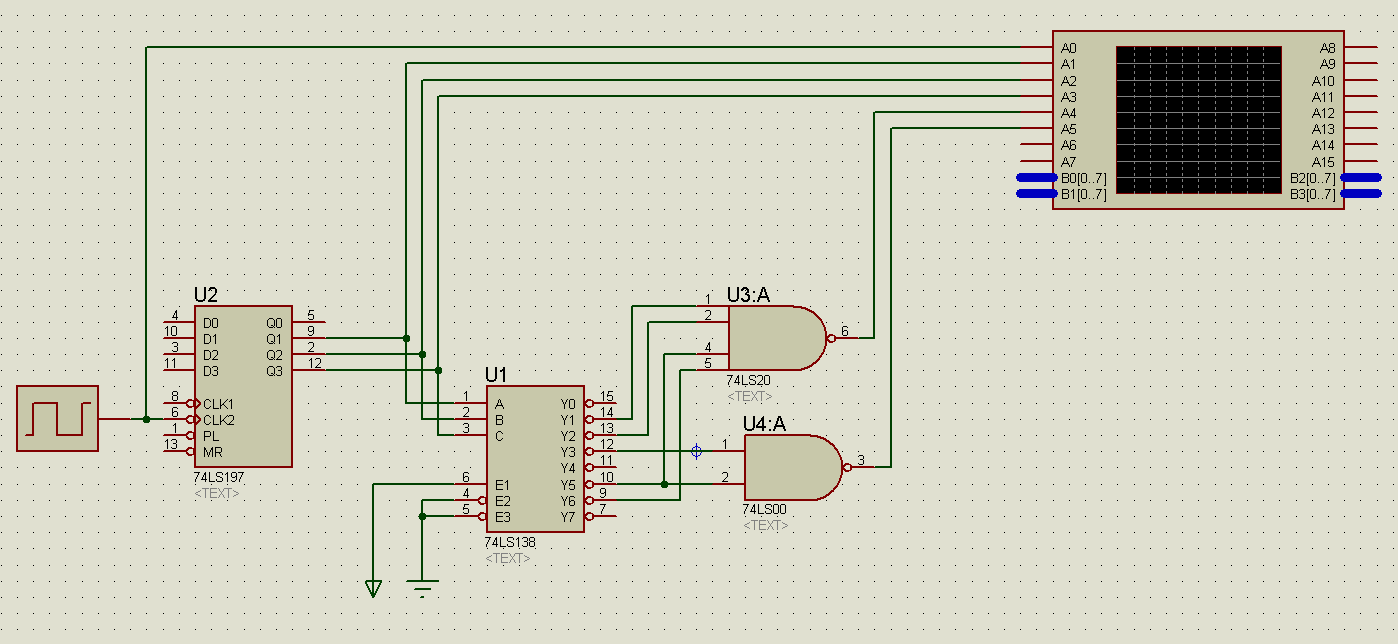 A0 A8
A1 A9
A2 A10
A3 A11
A4 A12
A5 A13
A6 A14
A7 A15
B0[0..7] B2[0..7]
B1[0..7] B3[0..7]
U2
4 D0 Q0 5
10 D1 Q1 9
3 D2 Q2 2
11 D3 Q3 12
8 CLK1
6 CLK2
1 PL
13 MR
74LS197
<TEXT>
U1
1 A Y0 15
2 B Y1 14
3 C Y2 13
Y3 12
Y4 11
6 E1 Y5 10
4 E2 Y6 9
5 E3 Y7 7
74LS138
<TEXT>
U3:A
1
2
6
4
5
74LS20
<TEXT>
U4:A
1
3
2
74LS00
<TEXT>